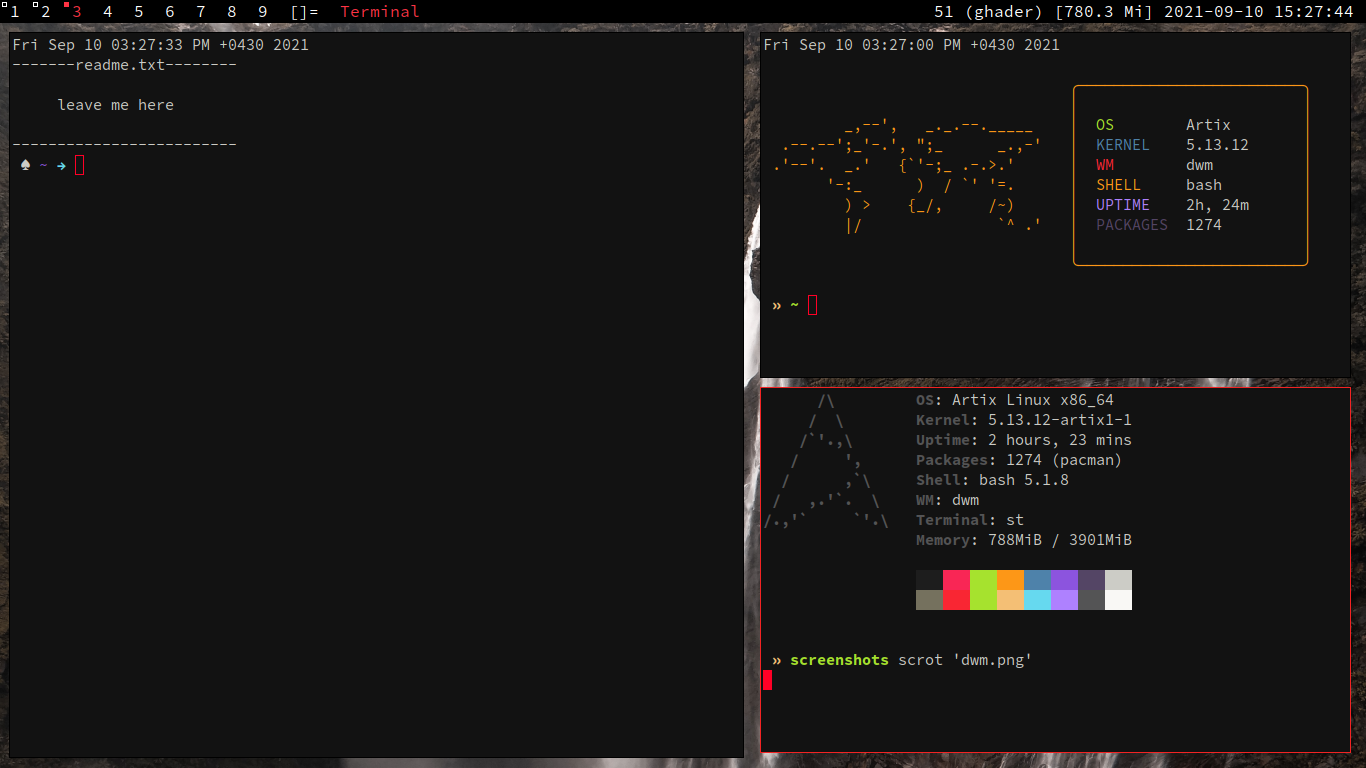 1 2 3 4 5 6 7 8 9 []= Terminal 51 (ghader) [780.3 Mi] 2021-09-10 15:27:44
Fri Sep 10 03:27:33 PM +0430 2021
-------readme.txt--------
leave me here
-------------------------
♠ ~ →
Fri Sep 10 03:27:00 PM +0430 2021
OS Artix
KERNEL 5.13.12
WM dwm
SHELL bash
UPTIME 2h, 24m
PACKAGES 1274
» ~
OS: Artix Linux x86_64
Kernel: 5.13.12-artix1-1
Uptime: 2 hours, 23 mins
Packages: 1274 (pacman)
Shell: bash 5.1.8
WM: dwm
Terminal: st
Memory: 788MiB / 3901MiB
» screenshots scrot 'dwm.png'